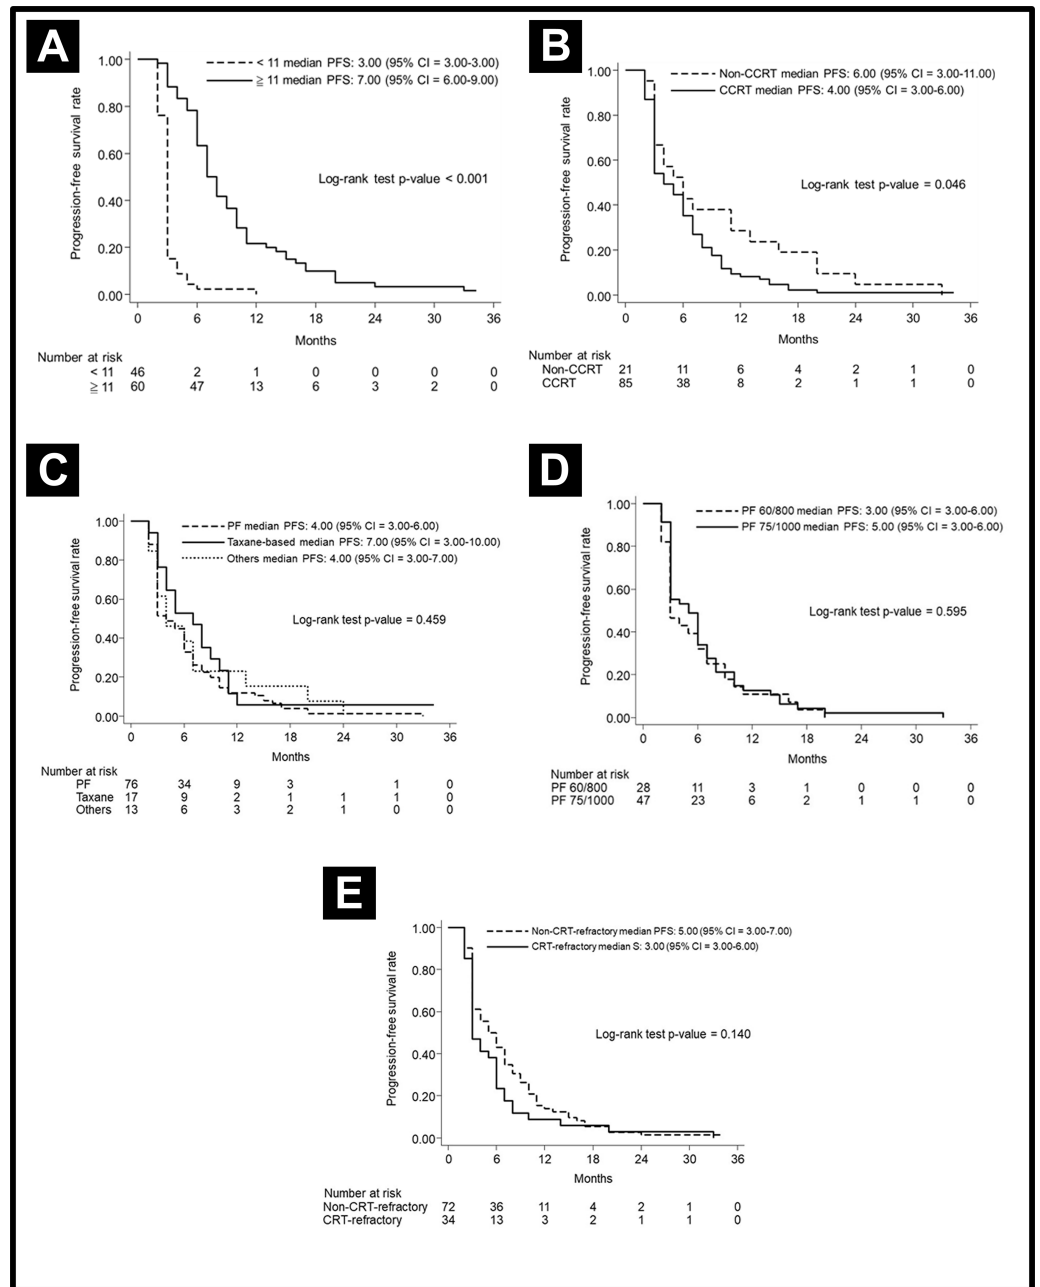 A
1.00
0.80
0.60
0.40
0.20
0.00
Progression-free survival rate
< 11 median PFS: 3.00 (95% CI = 3.00-3.00)
≧ 11 median PFS: 7.00 (95% CI = 6.00-9.00)
Log-rank test p-value < 0.001
0 6 12 18 24 30 36
Months
Number at risk
< 11 46 2 1 0 0 0 0
≧ 11 60 47 13 6 3 2 0
B
1.00
0.80
0.60
0.40
0.20
0.00
Progression-free survival rate
Non-CCRT median PFS: 6.00 (95% CI = 3.00-11.00)
CCRT median PFS: 4.00 (95% CI = 3.00-6.00)
Log-rank test p-value = 0.046
0 6 12 18 24 30 36
Months
Number at risk
Non-CCRT 21 11 6 4 2 1 0
CCRT 85 38 8 2 1 1 0
C
1.00
0.80
0.60
0.40
0.20
0.00
Progression-free survival rate
PF median PFS: 4.00 (95% CI = 3.00-6.00)
Taxane-based median PFS: 7.00 (95% CI = 3.00-10.00)
Others median PFS: 4.00 (95% CI = 3.00-7.00)
Log-rank test p-value = 0.459
0 6 12 18 24 30 36
Months
Number at risk
PF 76 34 9 3 1 0
Taxane 17 9 2 1 1 1 0
Others 13 6 3 2 1 0 0
D
1.00
0.80
0.60
0.40
0.20
0.00
Progression-free survival rate
PF 60/800 median PFS: 3.00 (95% CI = 3.00-6.00)
PF 75/1000 median PFS: 5.00 (95% CI = 3.00-6.00)
Log-rank test p-value = 0.595
0 6 12 18 24 30 36
Months
Number at risk
PF 60/800 28 11 3 1 0 0 0
PF 75/1000 47 23 6 2 1 1 0
E
1.00
0.80
0.60
0.40
0.20
0.00
Progression-free survival rate
Non-CRT-refractory median PFS: 5.00 (95% CI = 3.00-7.00)
CRT-refractory median S: 3.00 (95% CI = 3.00-6.00)
Log-rank test p-value = 0.140
0 6 12 18 24 30 36
Months
Number at risk
Non-CRT-refractory 72 36 11 4 2 1 0
CRT-refractory 34 13 3 2 1 1 0